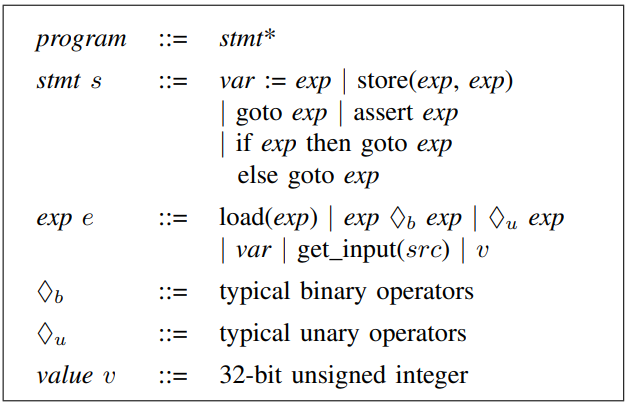 program ::= stmt*
stmt s ::= var := exp | store(exp, exp)
| goto exp | assert exp
| if exp then goto exp
else goto exp
exp e ::= load(exp) | exp ♢b exp | ♢u exp
| var | get_input(src) | v
♢b ::= typical binary operators
♢u ::= typical unary operators
value v ::= 32-bit unsigned integer